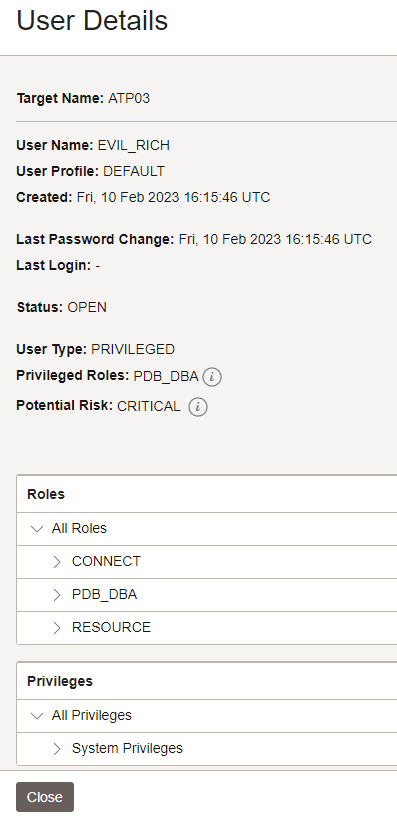 User Details
Target Name: ATP03
User Name: EVIL_RICH
User Profile: DEFAULT
Created: Fri, 10 Feb 2023 16:15:46 UTC
Last Password Change: Fri, 10 Feb 2023 16:15:46 UTC
Last Login: -
Status: OPEN
User Type: PRIVILEGED
Privileged Roles: PDB_DBA i
Potential Risk: CRITICAL i
Roles
All Roles
CONNECT
PDB_DBA
RESOURCE
Privileges
All Privileges
System Privileges
Close